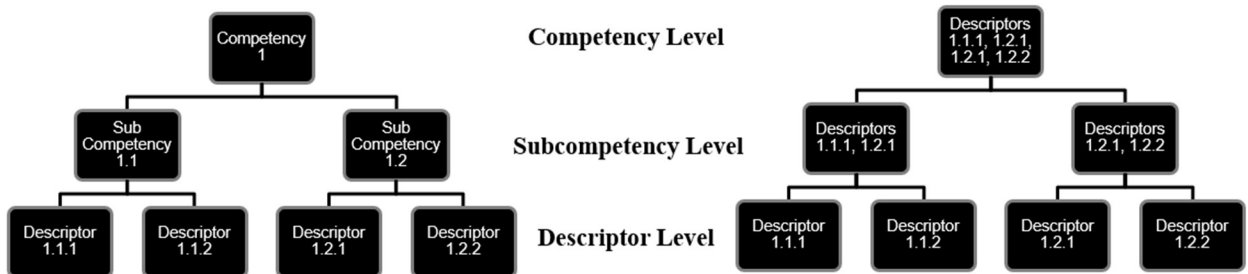 Competency
1
Competency Level
Descriptors
1.1.1, 1.2.1,
1.2.1, 1.2.2
Sub
Competency
1.1
Sub
Competency
1.2
Subcompetency Level
Descriptors
1.1.1, 1.2.1
Descriptors
1.2.1, 1.2.2
Descriptor
1.1.1
Descriptor
1.1.2
Descriptor
1.2.1
Descriptor
1.2.2
Descriptor Level
Descriptor
1.1.1
Descriptor
1.1.2
Descriptor
1.2.1
Descriptor
1.2.2